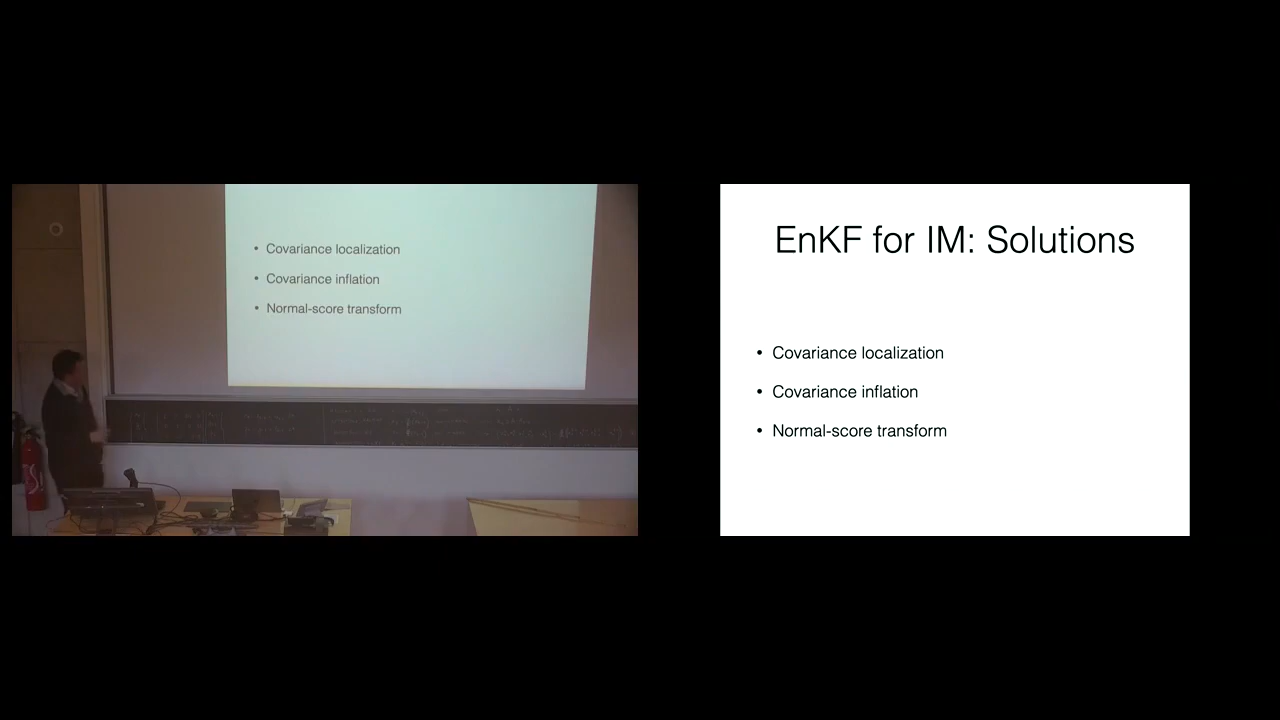 • Covariance localization
• Covariance inflation
• Normal-score transform
EnKF for IM: Solutions
• Covariance localization
• Covariance inflation
• Normal-score transform